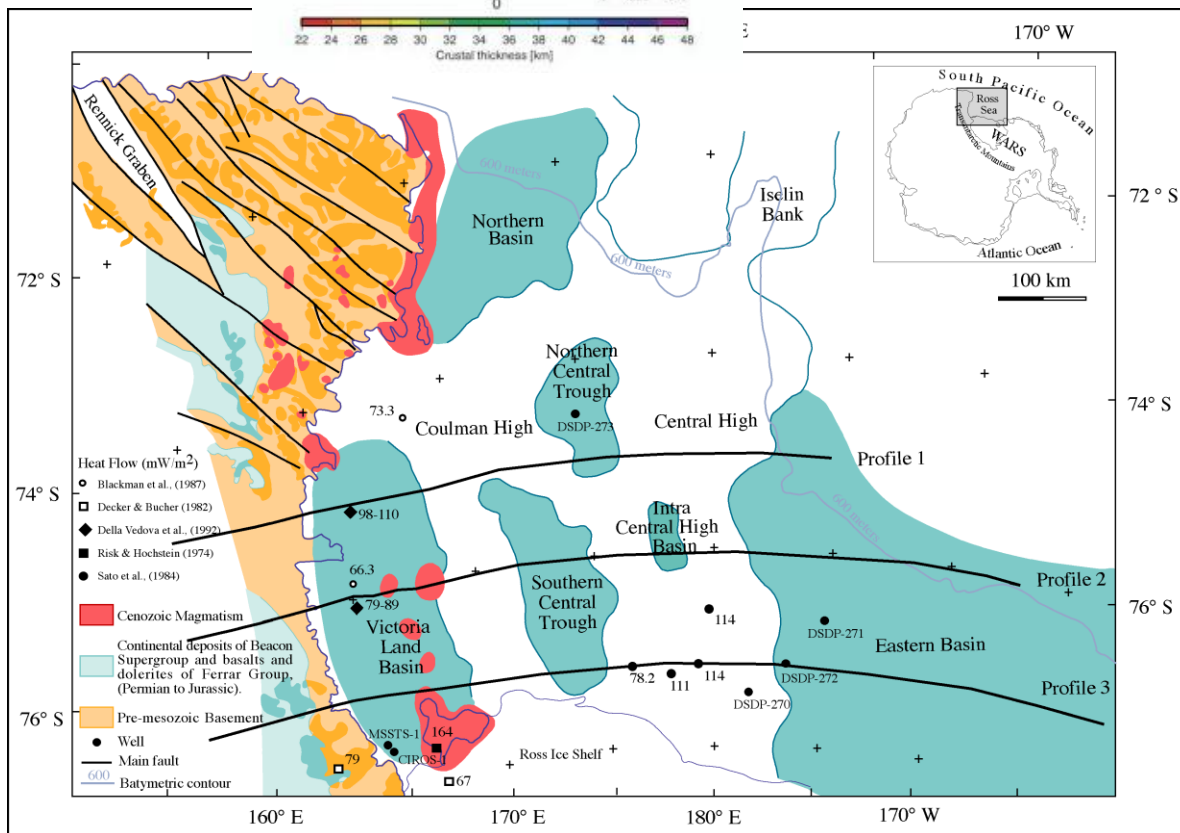 0
22 24 26 28 30 32 34 36 38 40 42 44 46 48
Crustal thickness [km]
E
170° W
South Pacific Ocean
Ross
Sea
WARS
Transantarctic Mountains
Atlantic Ocean
100 km
Rennick Graben
600 meters
Northern
Basin
600 meters
Iselin
Bank
72 ° S
72° S
Northern
Central
Trough
DSDP-273
73.3
Coulman High
Central High
74° S
Profile 1
Heat Flow (mW/m2)
Blackman et al., (1987)
Decker & Bucher (1982)
Della Vedova et al., (1992)
Risk & Hochstein (1974)
Sato et al., (1984)
Cenozoic Magmatism
Continental deposits of Beacon
Supergroup and basalts and
dolerites of Ferrar Group,
(Permian to Jurassic).
Pre-mesozoic Basement
Well
Main fault
600
Batymetric contour
74° S
98-110
Intra
Central High
Basin
600 meters
66.3
79-89
Victoria
Land
Basin
Southern
Central
Trough
Profile 2
76° S
114
DSDP-271
Eastern Basin
78.2
111
114
DSDP-272
DSDP-270
Profile 3
76° S
MSSTS-1
CIROS-1
164
79
67
Ross Ice Shelf
160° E
170° E
180° E
170° W